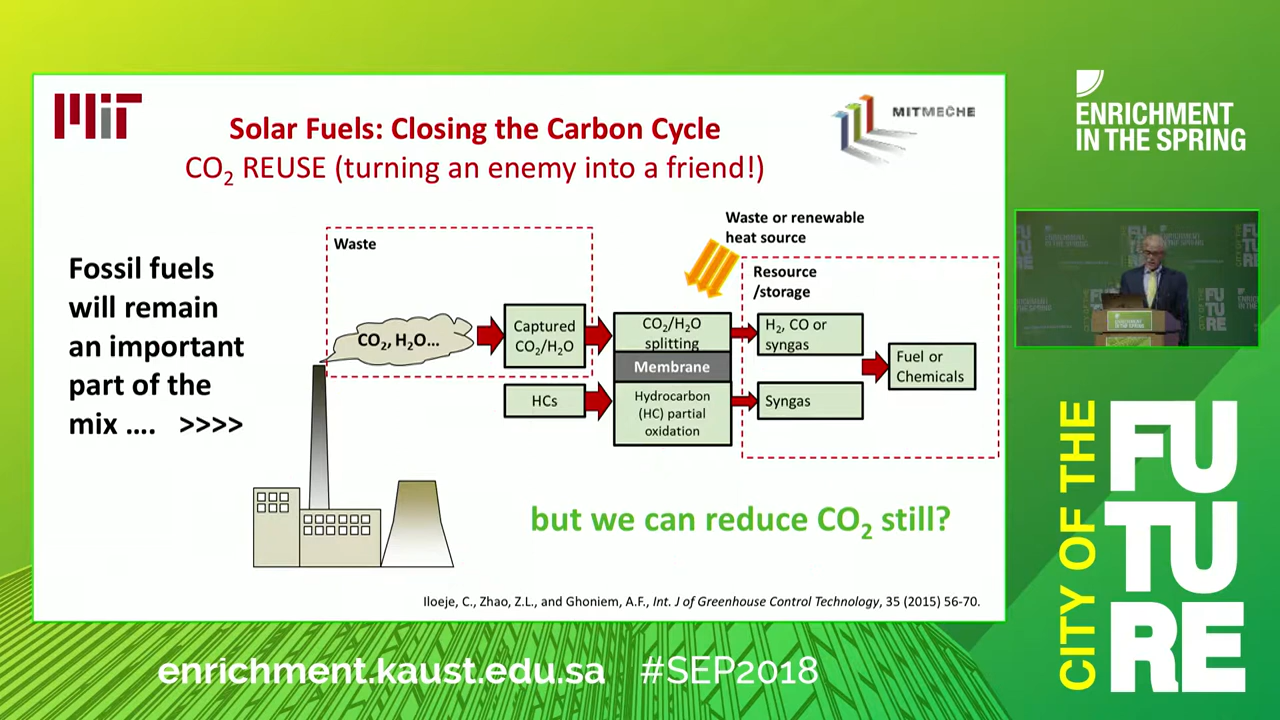 MIT
Solar Fuels: Closing the Carbon Cycle
CO2 REUSE (turning an enemy into a friend!)
MITMECHE
Fossil fuels
will remain
an important
part of the
mix .... >>>>
Waste
CO2, H2O...
Captured
CO2/H2O
HCs
Waste or renewable
heat source
CO2/H2O
splitting
Membrane
Hydrocarbon
(HC) partial
oxidation
Resource
/storage
H2, CO or
syngas
Syngas
Fuel or
Chemicals
but we can reduce CO2 still?
Iloeje, C., Zhao, Z.L., and Ghoniem, A.F., Int. J of Greenhouse Control Technology, 35 (2015) 56-70.
ENRICHMENT
IN THE SPRING
CITY OF THE
FU
TU
RE
enrichment.kaust.edu.sa #SEP2018